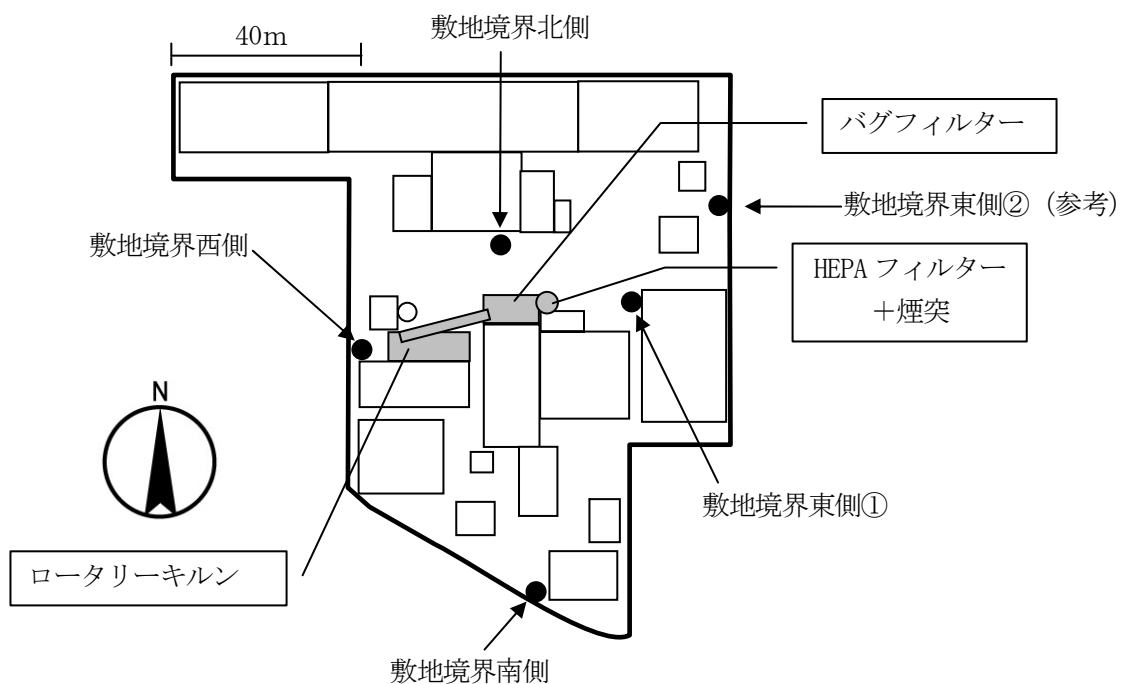 敷地境界北側
40m
バグフィルター
敷地境界東側②（参考）
敷地境界西側
HEPA フィルター
＋煙突
N
敷地境界東側①
ロータリーキルン
敷地境界南側